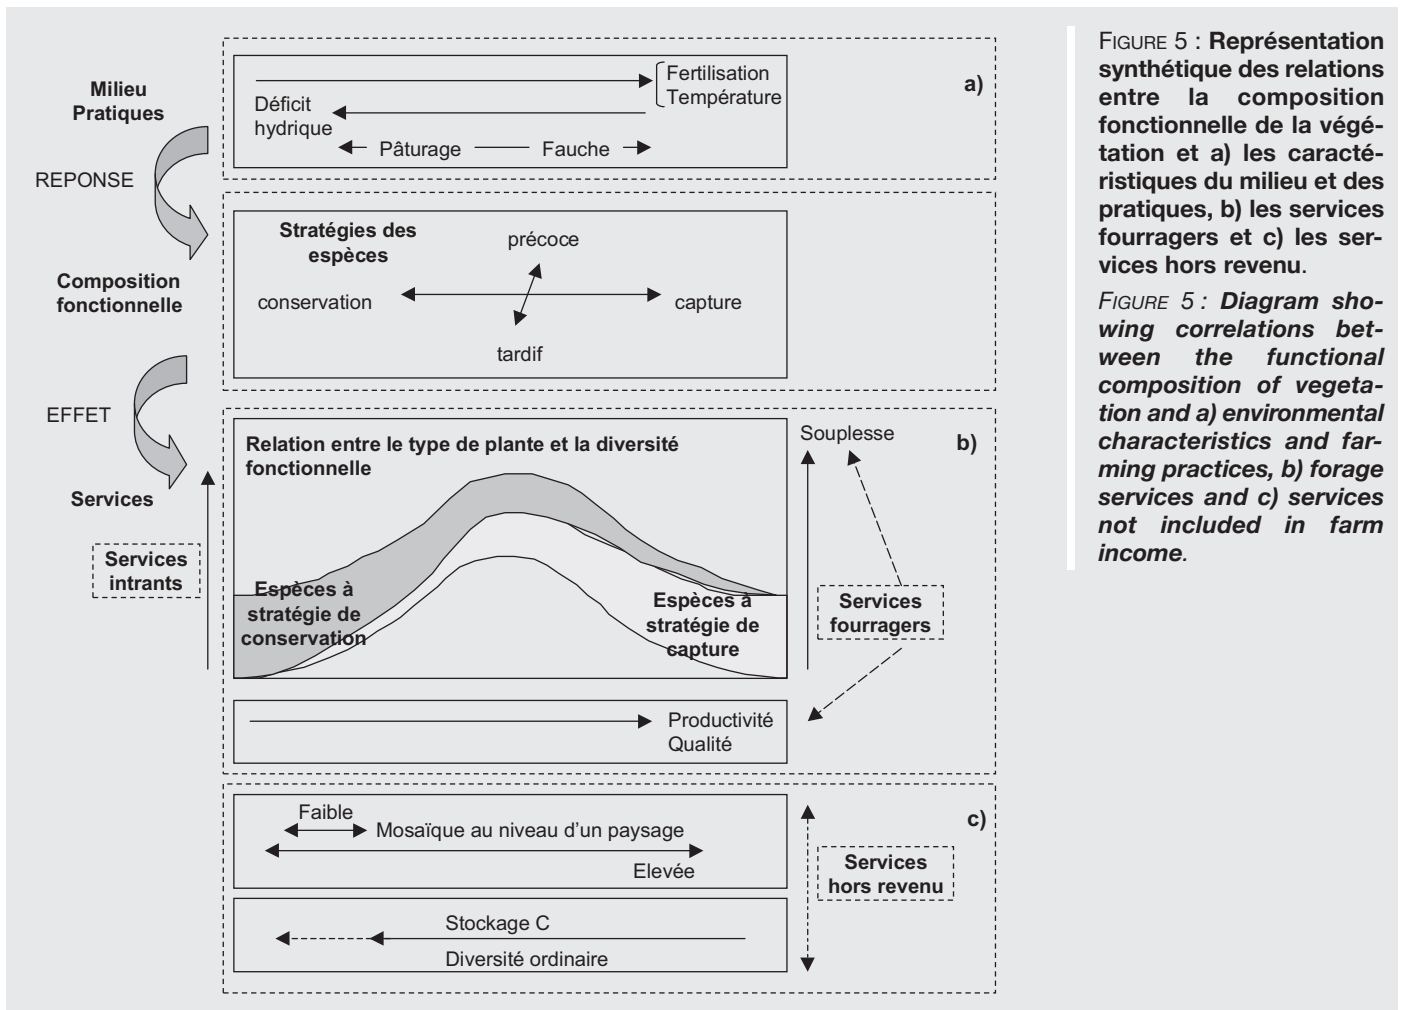 Milieu
Pratiques
REPONSE
Composition
fonctionnelle
EFFET
Services
Services
intrants
a)
Fertilisation
Température
Déficit
hydrique
Pâturage
Fauche
Stratégies des
espèces
précoce
conservation
capture
tardif
b)
Relation entre le type de plante et la diversité
fonctionnelle
Souplesse
Espèces à
stratégie de
conservation
Espèces à
stratégie de
capture
Services
fourragers
Productivité
Qualité
c)
Faible
Mosaïque au niveau d'un paysage
Elevée
Services
hors revenu
Stockage C
Diversité ordinaire
FIGURE 5 : Représentation
synthétique des relations
entre la composition
fonctionnelle de la végé-
tation et a) les caracté-
ristiques du milieu et des
pratiques, b) les services
fourragers et c) les ser-
vices hors revenu.
FIGURE 5 : Diagram sho-
wing correlations bet-
ween the functional
composition of vegeta-
tion and a) environmental
characteristics and far-
ming practices, b) forage
services and c) services
not included in farm
income.